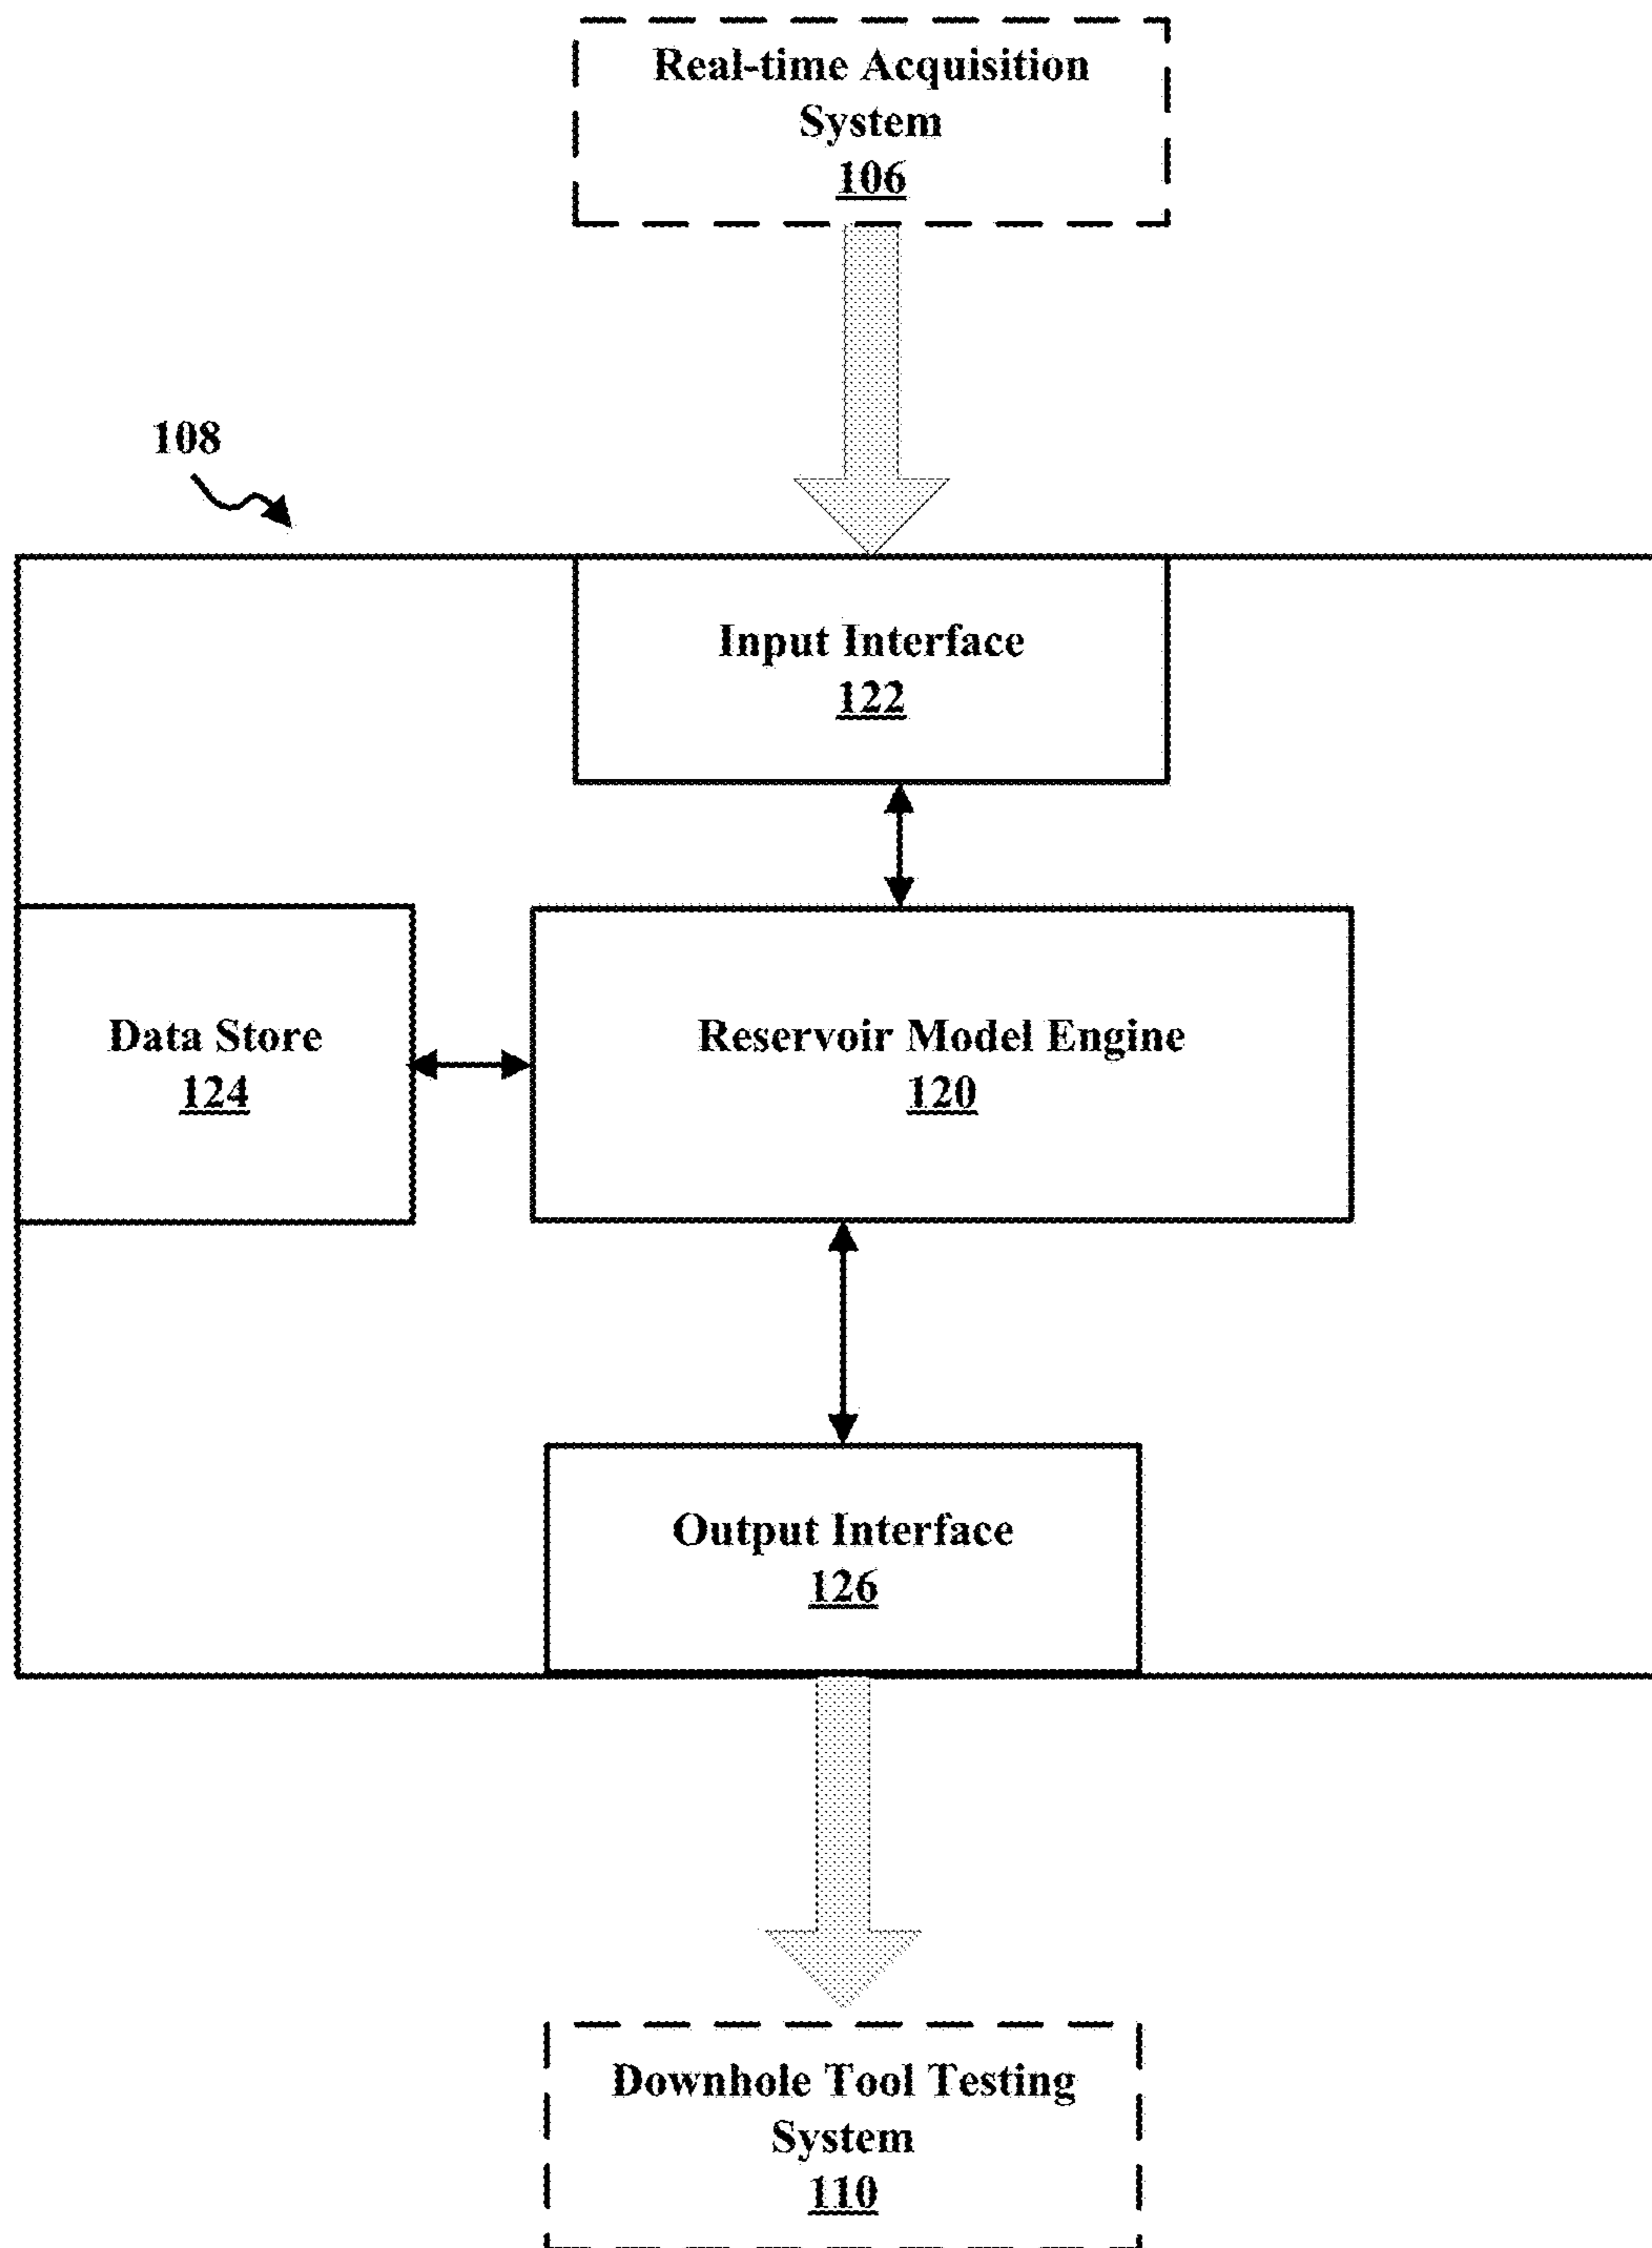 Real-time Acquisition
System
106
108
Input Interface
122
Data Store
124
Reservoir Model Engine
120
Output Interface
126
Downhole Tool Testing
System
110